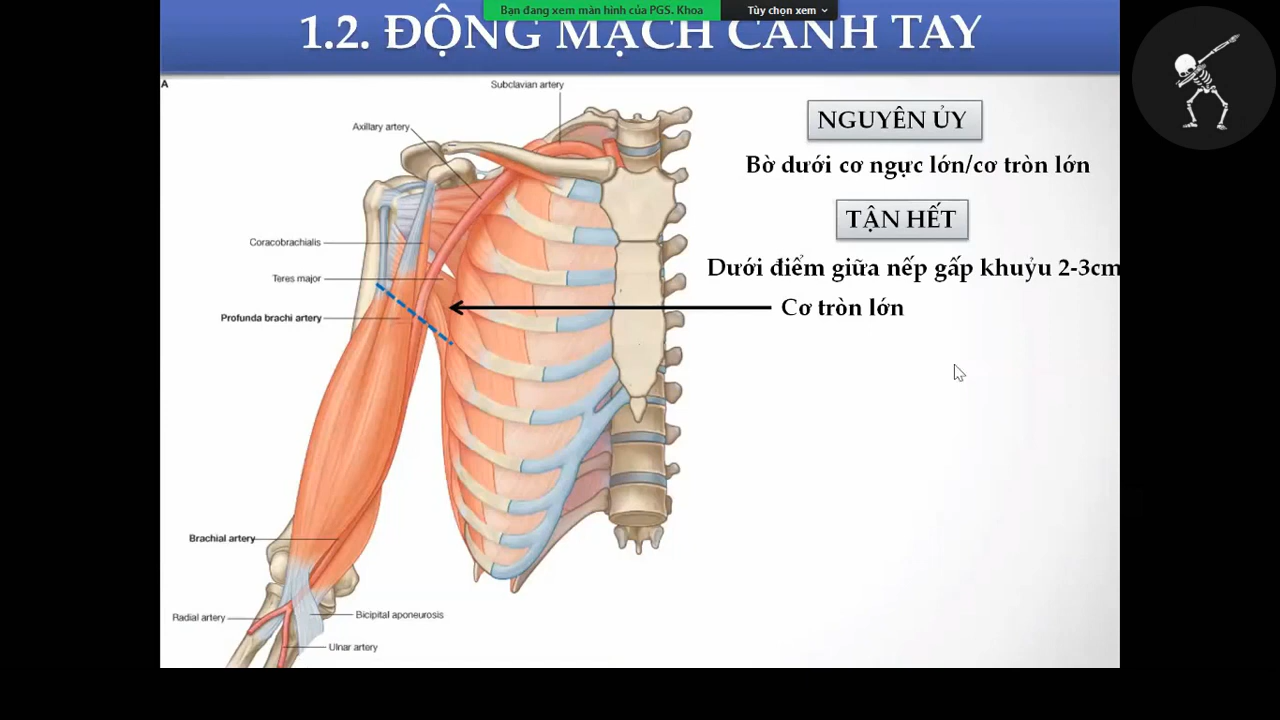 Bạn đang xem màn hình của PGS. Khoa
Tùy chọn xem
1.2. ĐỘNG MẠCH CÁNH TAY
A
Subclavian artery
Axillary artery
Coracobrachialis
Teres major
Profunda brachi artery
Brachial artery
Radial artery
Bicipital aponeurosis
Ulnar artery
NGUYÊN ỦY
Bờ dưới cơ ngực lớn/cơ tròn lớn
TẬN HẾT
Dưới điểm giữa nếp gấp khuỷu 2-3cm
Cơ tròn lớn